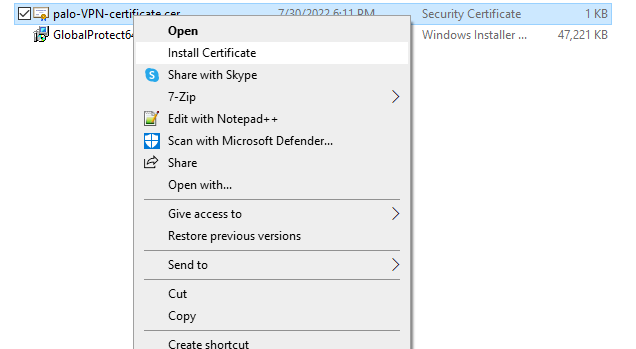 palo-VPN-certificate.cer 7/30/2022 6:11 PM Security Certificate 1 KB
GlobalProtect64 Windows Installer ... 47,221 KB
Open
Install Certificate
Share with Skype
7-Zip
Edit with Notepad++
Scan with Microsoft Defender...
Share
Open with...
Give access to
Restore previous versions
Send to
Cut
Copy
Create shortcut